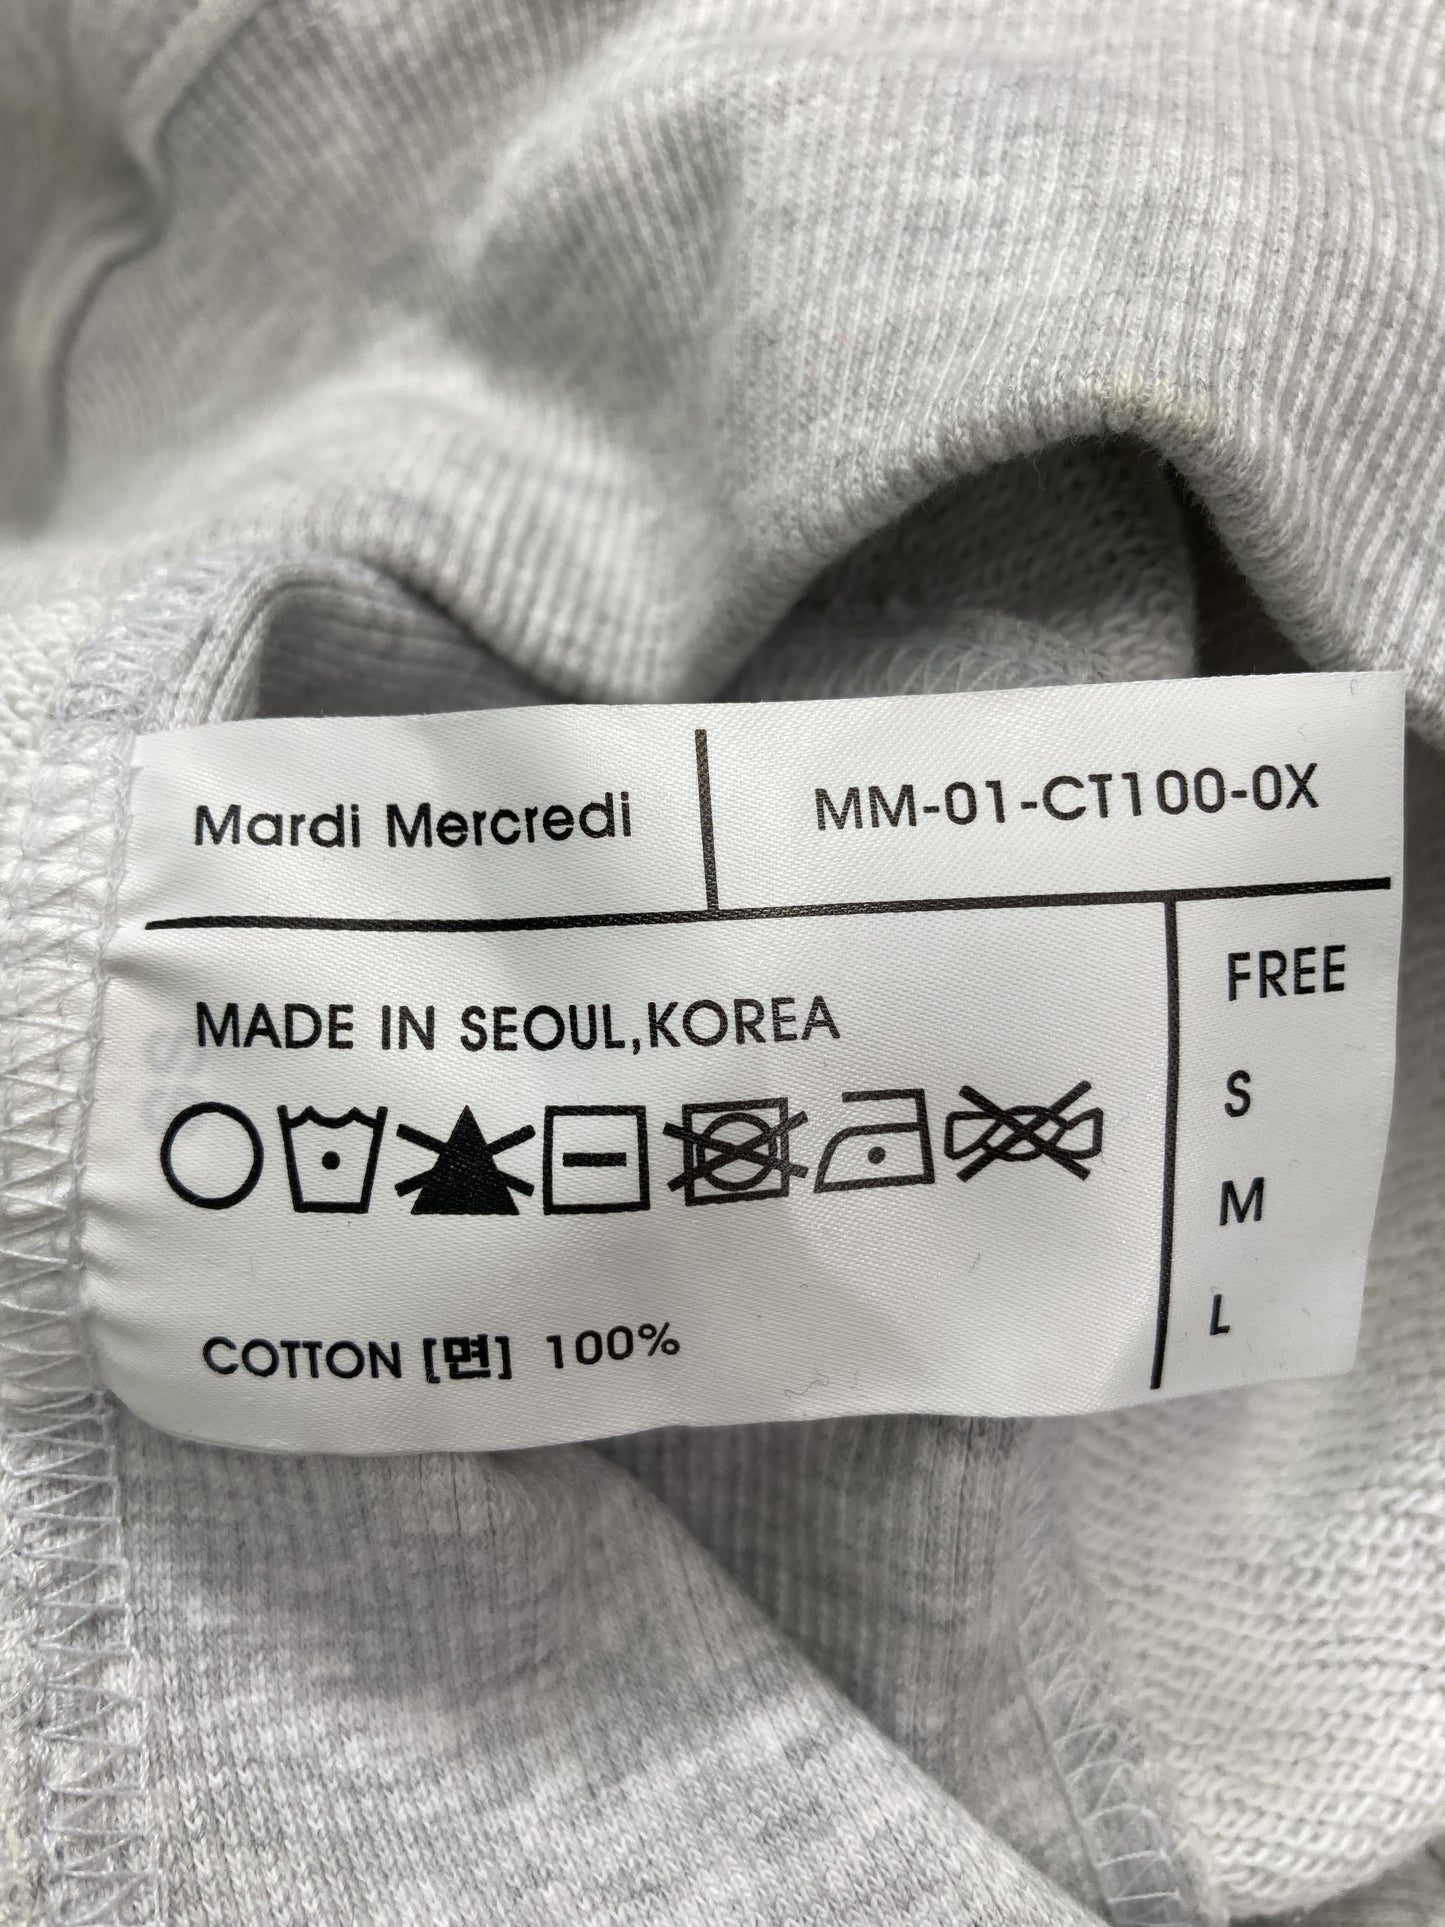 Mardi Mercredi
MM-01-CT100-0X
MADE IN SEOUL,KOREA
COTTON [면] 100%
FREE
S
M
L